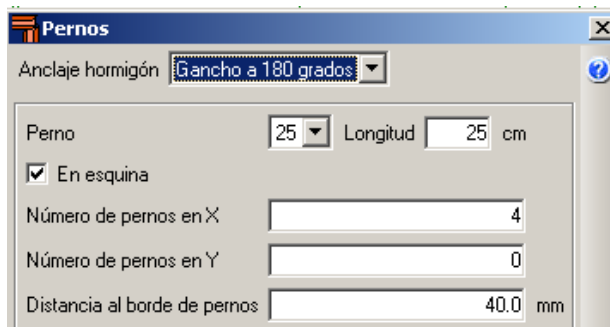 Pernos
Anclaje hormigón Gancho a 180 grados
Perno 25 Longitud 25 cm
En esquina
Número de pernos en X 4
Número de pernos en Y 0
Distancia al borde de pernos 40.0 mm